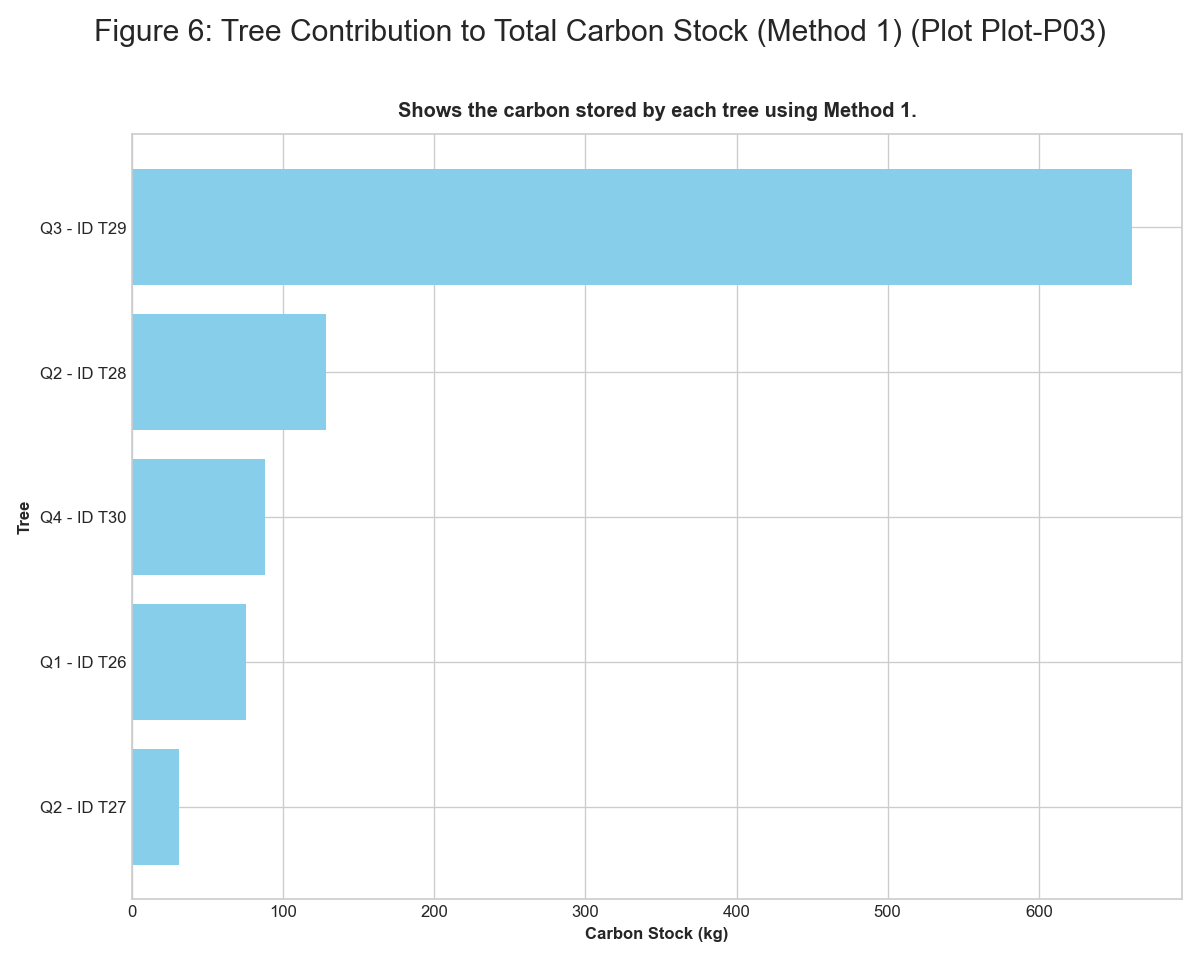 Figure 6: Tree Contribution to Total Carbon Stock (Method 1) (Plot Plot-P03)
Shows the carbon stored by each tree using Method 1.
Tree
Q3 - ID T29
Q2 - ID T28
Q4 - ID T30
Q1 - ID T26
Q2 - ID T27
0 100 200 300 400 500 600
Carbon Stock (kg)